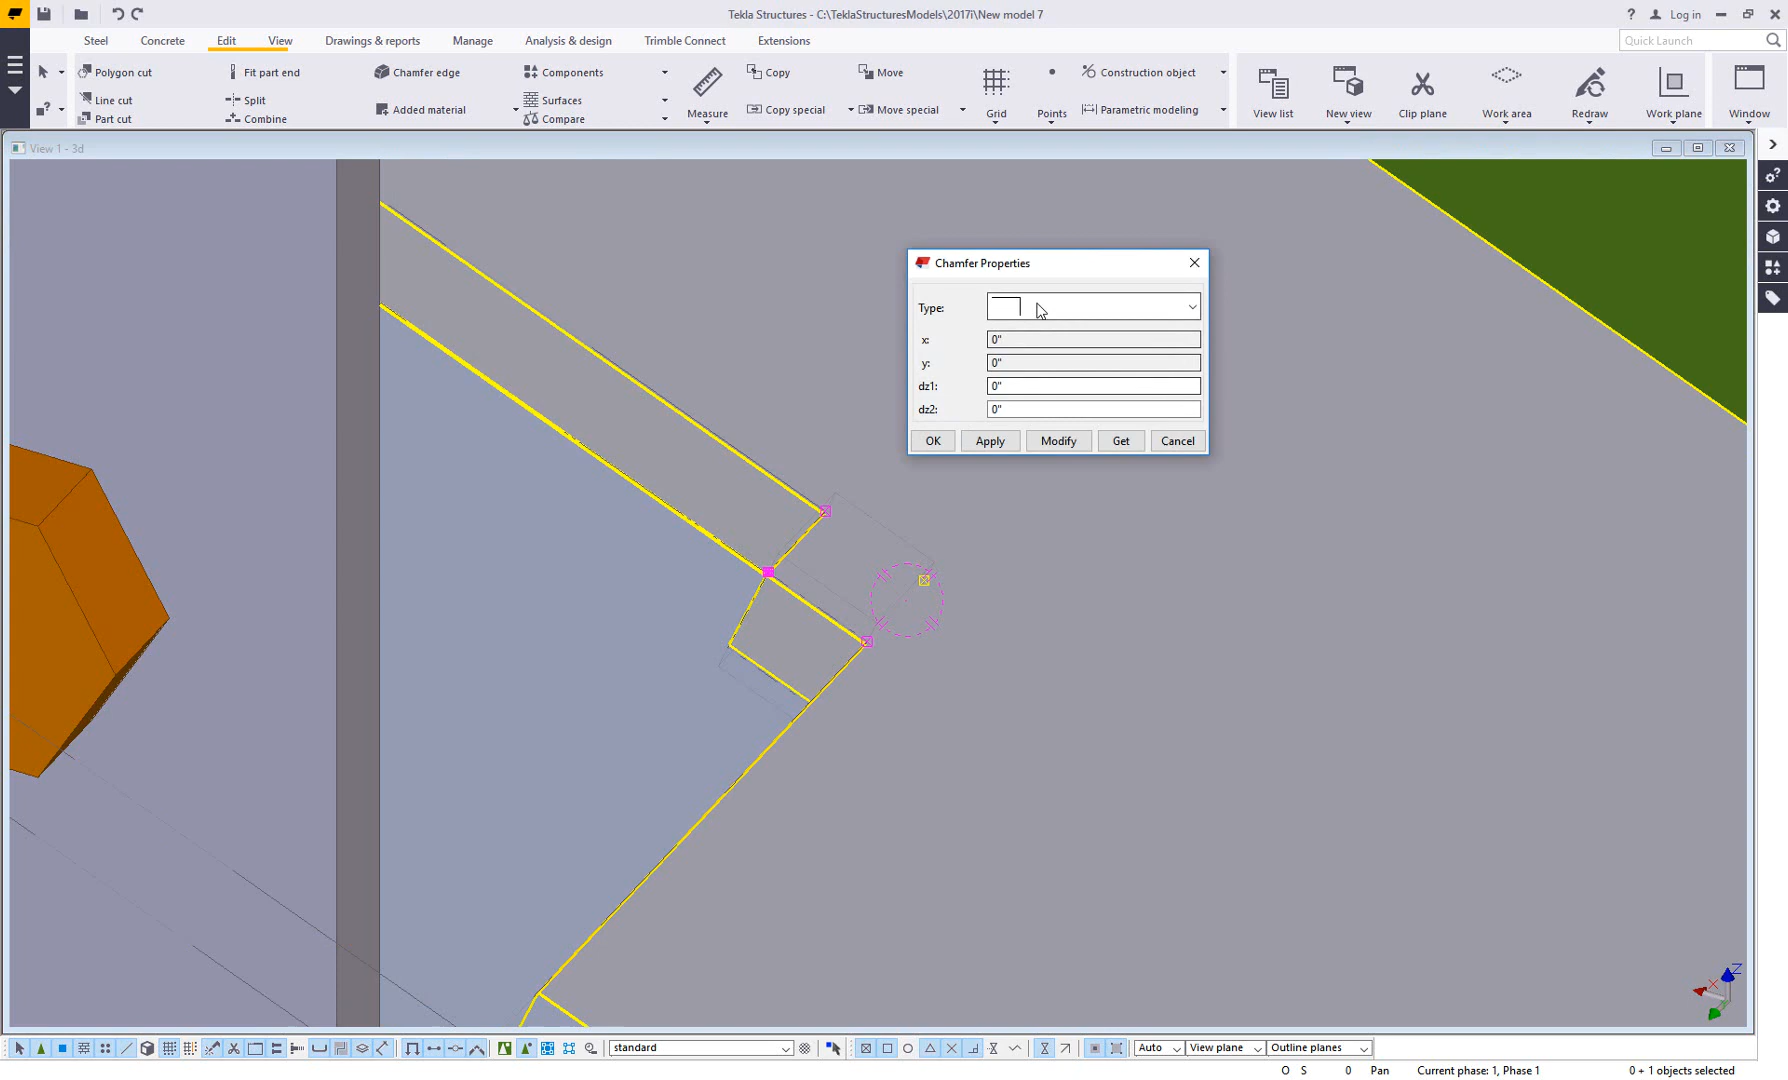 Tekla Structures - C:\TeklaStructuresModels\2017i\New model 7
? Log in
Steel Concrete Edit View Drawings & reports Manage Analysis & design Trimble Connect Extensions
Quick Launch
Polygon cut Fit part end Chamfer edge Components Copy Move Construction object
Line cut Split Surfaces
Added material Copy special Move special Parametric modeling
Part cut Combine Compare
Measure Grid Points View list New view Clip plane Work area Redraw Work plane Window
View 1 - 3d
Chamfer Properties
Type:
x: 0"
y: 0"
dz1: 0"
dz2: 0"
OK Apply Modify Get Cancel
Z
X
standard Auto View plane Outline planes
O S 0 Pan Current phase: 1, Phase 1 0 + 1 objects selected